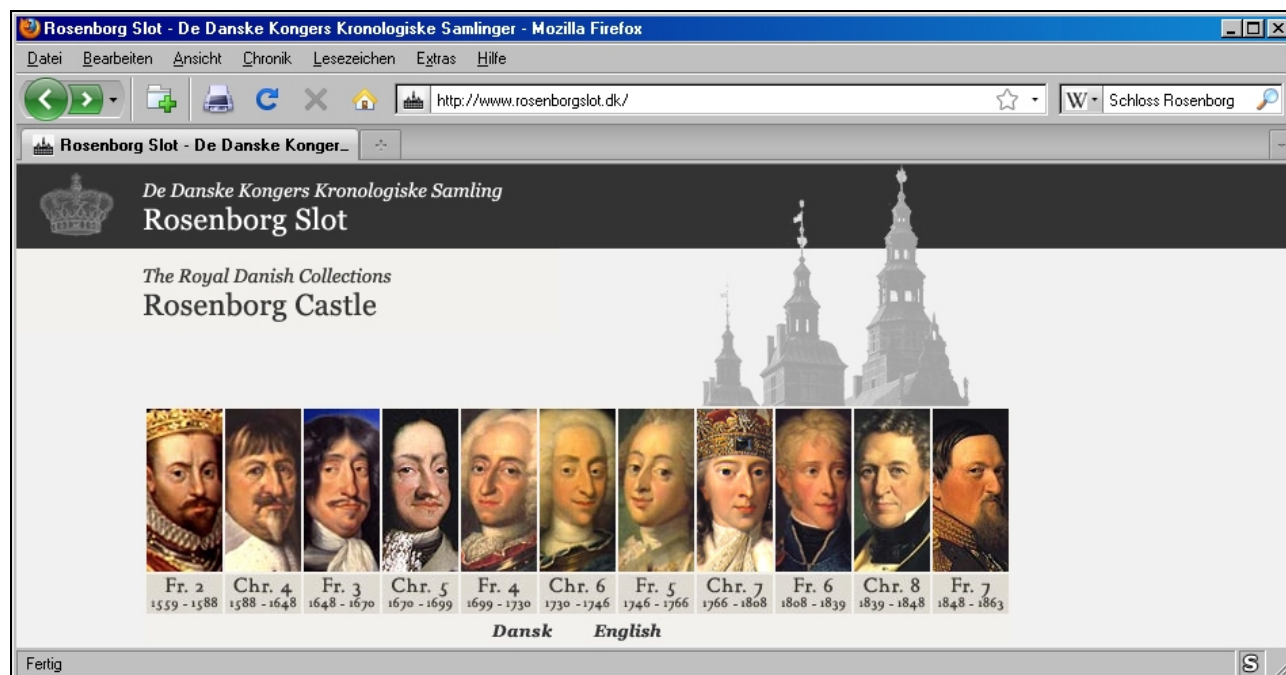 Rosenborg Slot - De Danske Kongers Kronologiske Samlinger - Mozilla Firefox
Datei Bearbeiten Ansicht Chronik Lesezeichen Extras Hilfe
http://www.rosenborgslot.dk/ W Schloss Rosenborg
Rosenborg Slot - De Danske Konger...
De Danske Kongers Kronologiske Samling
Rosenborg Slot
The Royal Danish Collections
Rosenborg Castle
Fr. 2 Chr. 4 Fr. 3 Chr. 5 Fr. 4 Chr. 6 Fr. 5 Chr. 7 Fr. 6 Chr. 8 Fr. 7
1559 - 1588 1588 - 1648 1648 - 1670 1670 - 1699 1699 - 1730 1730 - 1746 1746 - 1766 1766 - 1808 1808 - 1839 1839 - 1848 1848 - 1863
Dansk English
Fertig S